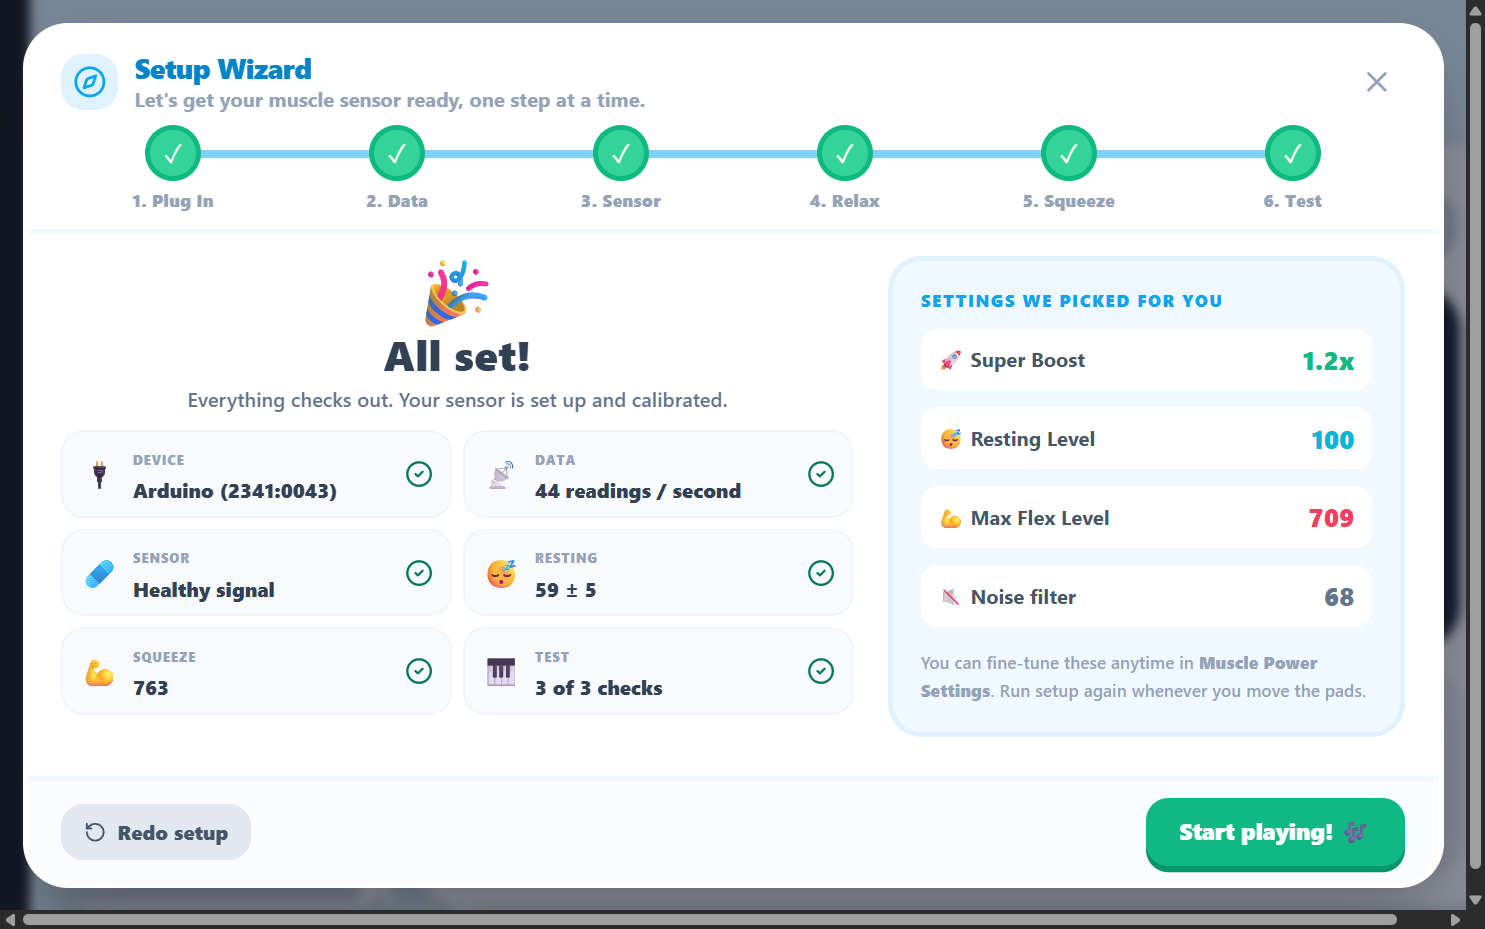 Setup Wizard
Let's get your muscle sensor ready, one step at a time.
1. Plug In
2. Data
3. Sensor
4. Relax
5. Squeeze
6. Test
All set!
Everything checks out. Your sensor is set up and calibrated.
DEVICE
Arduino (2341:0043)
DATA
44 readings / second
SENSOR
Healthy signal
RESTING
59 ± 5
SQUEEZE
763
TEST
3 of 3 checks
SETTINGS WE PICKED FOR YOU
Super Boost 1.2x
Resting Level 100
Max Flex Level 709
Noise filter 68
You can fine-tune these anytime in Muscle Power
Settings. Run setup again whenever you move the pads.
Redo setup
Start playing!